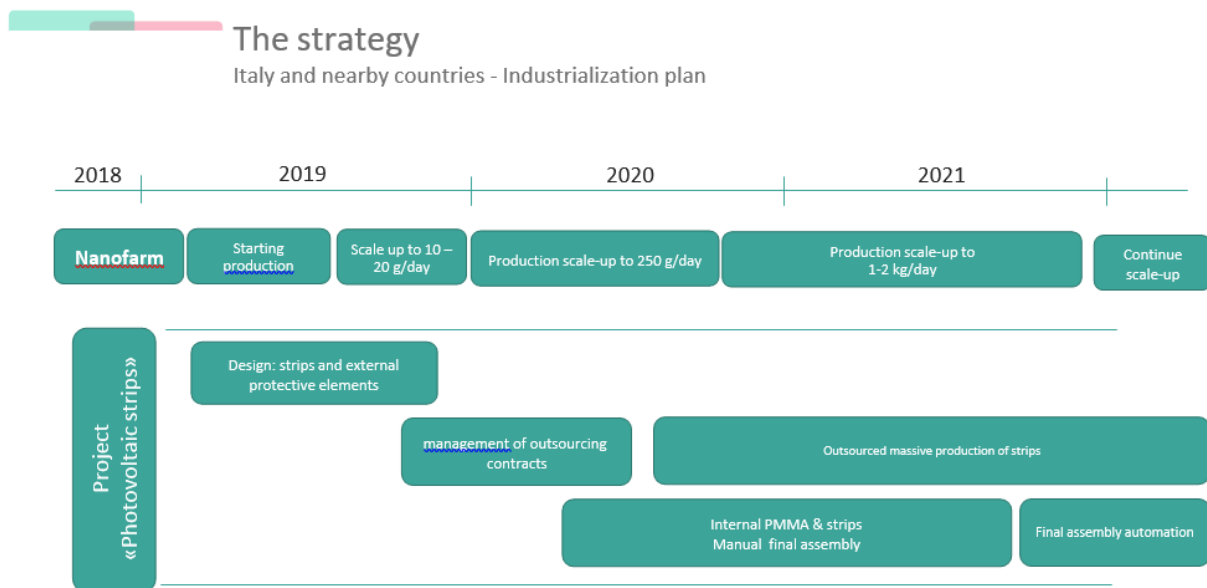 The strategy
Italy and nearby countries - Industrialization plan
2018
2019
2020
2021
Nanofarm
Starting
production
Scale up to 10 –
20 g/day
Production scale-up to 250 g/day
Production scale-up to
1-2 kg/day
Continue
scale-up
Project
«Photovoltaic strips»
Design: strips and external
protective elements
management of outsourcing
contracts
Outsourced massive production of strips
Internal PMMA & strips
Manual final assembly
Final assembly automation